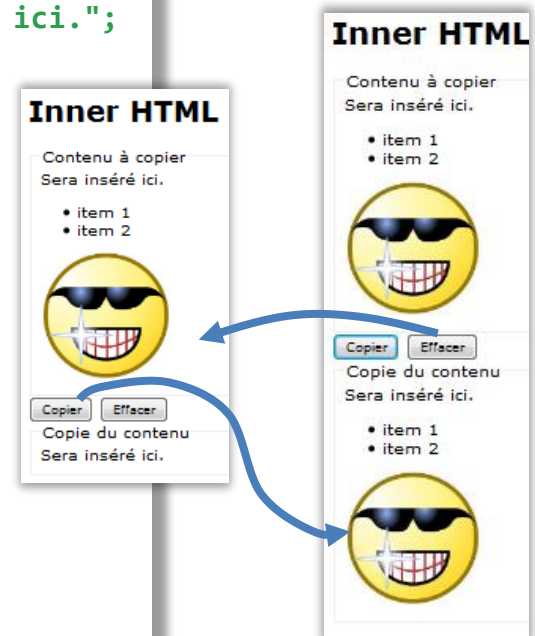 ici.";
Inner HTML
Contenu à copier
Sera inséré ici.
• item 1
• item 2
Copier Effacer
Copie du contenu
Sera inséré ici.
Inner HTML
Contenu à copier
Sera inséré ici.
• item 1
• item 2
Copier Effacer
Copie du contenu
Sera inséré ici.
• item 1
• item 2